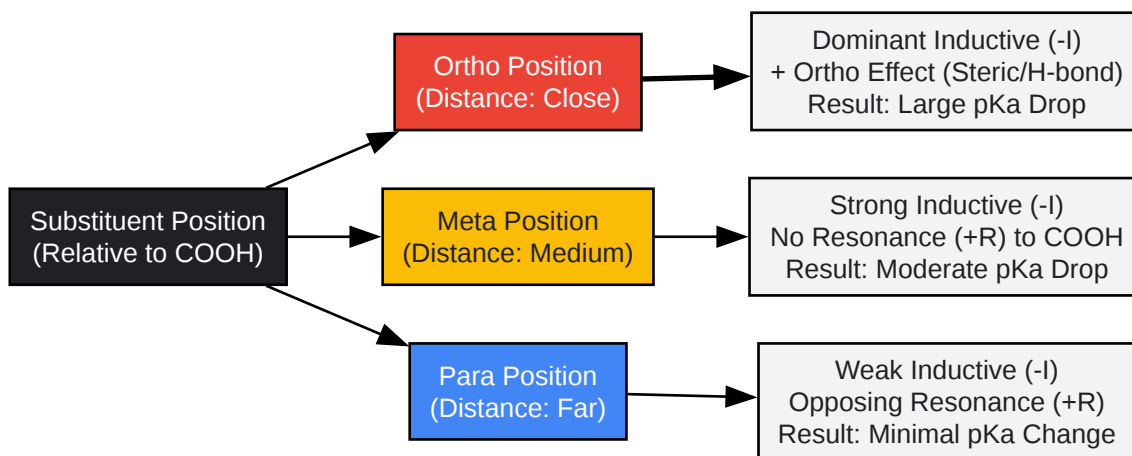 Ortho Position
(Distance: Close)
Dominant Inductive (-I)
+ Ortho Effect (Steric/H-bond)
Result: Large pKa Drop
Substituent Position
(Relative to COOH)
Meta Position
(Distance: Medium)
Strong Inductive (-I)
No Resonance (+R) to COOH
Result: Moderate pKa Drop
Para Position
(Distance: Far)
Weak Inductive (-I)
Opposing Resonance (+R)
Result: Minimal pKa Change